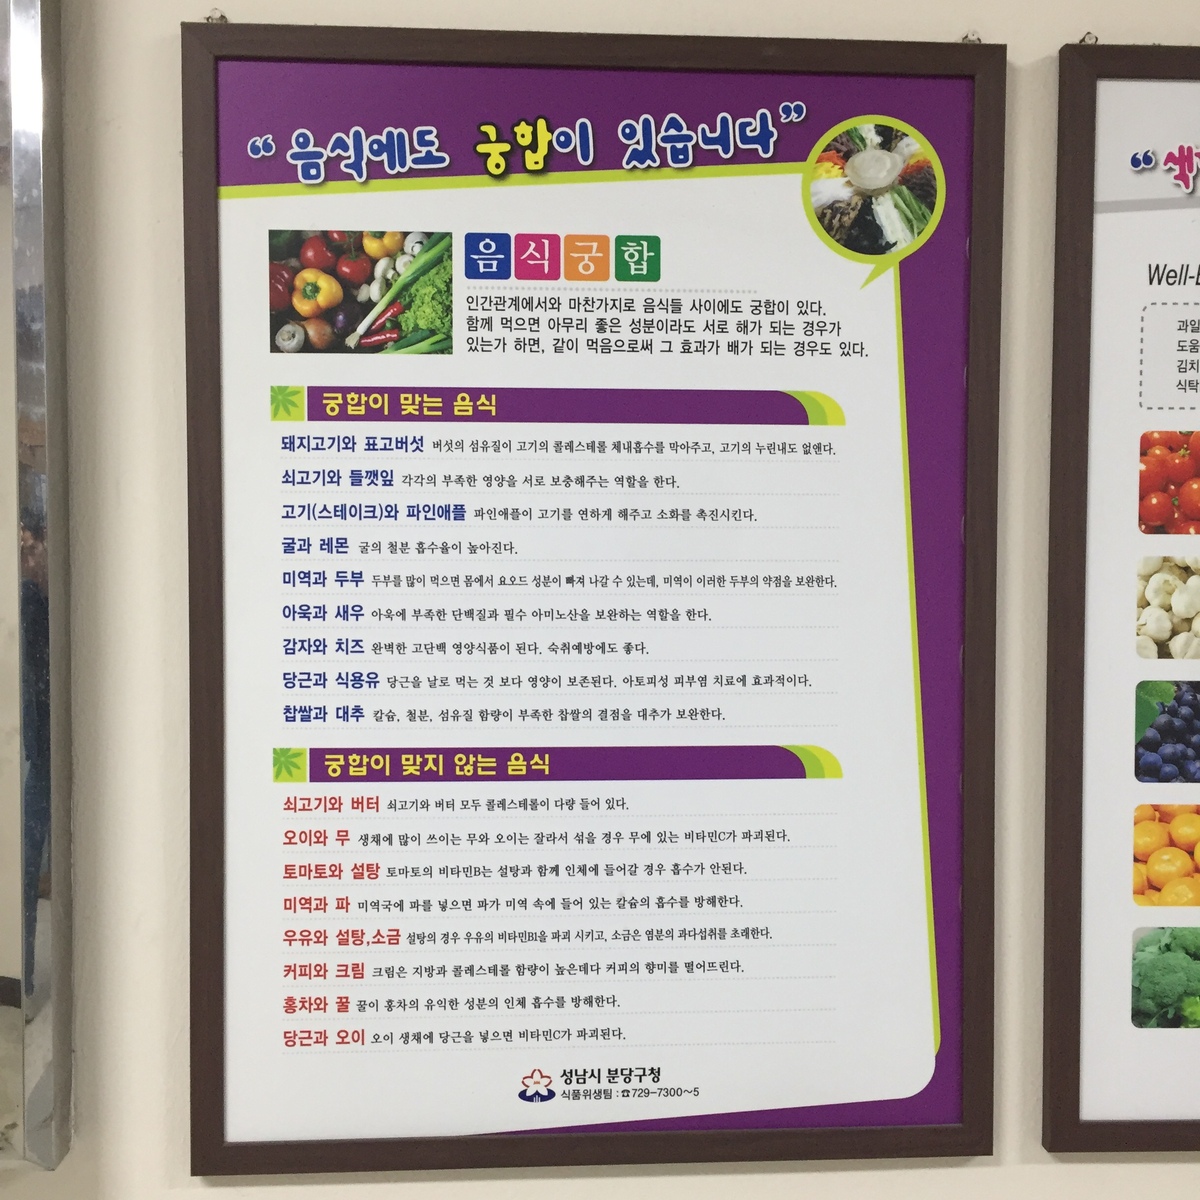 “음식에도 궁합이 있습니다”
음식궁합
인간관계에서와 마찬가지로 음식들 사이에도 궁합이 있다.
함께 먹으면 아무리 좋은 성분이라도 서로 해가 되는 경우가
있는가 하면, 같이 먹음으로써 그 효과가 배가 되는 경우도 있다.
궁합이 맞는 음식
돼지고기와 표고버섯 버섯의 섬유질이 고기의 콜레스테롤 체내흡수를 막아주고, 고기의 누린내도 없앤다.
쇠고기와 들깻잎 각각의 부족한 영양을 서로 보충해주는 역할을 한다.
고기(스테이크)와 파인애플 파인애플이 고기를 연하게 해주고 소화를 촉진시킨다.
굴과 레몬 굴의 철분 흡수율이 높아진다.
미역과 두부 두부를 많이 먹으면 몸에서 요오드 성분이 빠져 나갈 수 있는데, 미역이 이러한 두부의 약점을 보완한다.
아욱과 새우 아욱에 부족한 단백질과 필수 아미노산을 보완하는 역할을 한다.
감자와 치즈 완벽한 고단백 영양식품이 된다. 숙취예방에도 좋다.
당근과 식용유 당근을 날로 먹는 것 보다 영양이 보존된다. 아토피성 피부염 치료에 효과적이다.
찹쌀과 대추 칼슘, 철분, 섬유질 함량이 부족한 찹쌀의 결점을 대추가 보완한다.
궁합이 맞지 않는 음식
쇠고기와 버터 쇠고기와 버터 모두 콜레스테롤이 다량 들어 있다.
오이와 무 생채에 많이 쓰이는 무와 오이는 잘라서 섞을 경우 무에 있는 비타민C가 파괴된다.
토마토와 설탕 토마토의 비타민B는 설탕과 함께 인체에 들어갈 경우 흡수가 안된다.
미역과 파 미역국에 파를 넣으면 파가 미역 속에 들어 있는 칼슘의 흡수를 방해한다.
우유와 설탕,소금 설탕의 경우 우유의 비타민B1을 파괴 시키고, 소금은 염분의 과다섭취를 초래한다.
커피와 크림 크림은 지방과 콜레스테롤 함량이 높은데다 커피의 향미를 떨어뜨린다.
홍차와 꿀 꿀이 홍차의 유익한 성분의 인체 흡수를 방해한다.
당근과 오이 오이 생채에 당근을 넣으면 비타민C가 파괴된다.
성남시 분당구청
식품위생팀 : ☎729-7300~5
Well-
과일
도움
김치
식탁